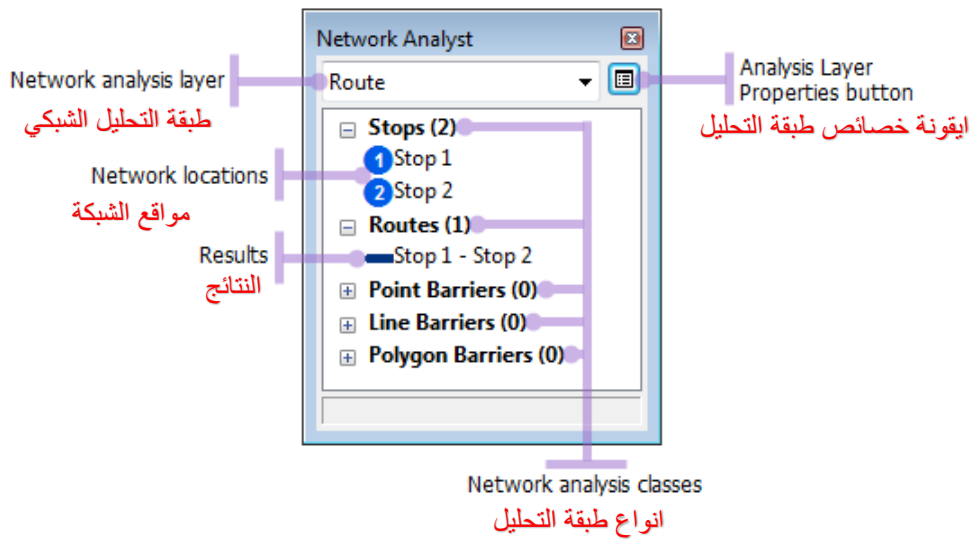 Network Analyst
Network analysis layer
طبقة التحليل الشبكي
Route
Analysis Layer
Properties button
ايقونة خصائص طبقة التحليل
Stops (2)
1 Stop 1
2 Stop 2
Network locations
مواقع الشبكة
Routes (1)
Stop 1 - Stop 2
Results
النتائج
Point Barriers (0)
Line Barriers (0)
Polygon Barriers (0)
Network analysis classes
انواع طبقة التحليل